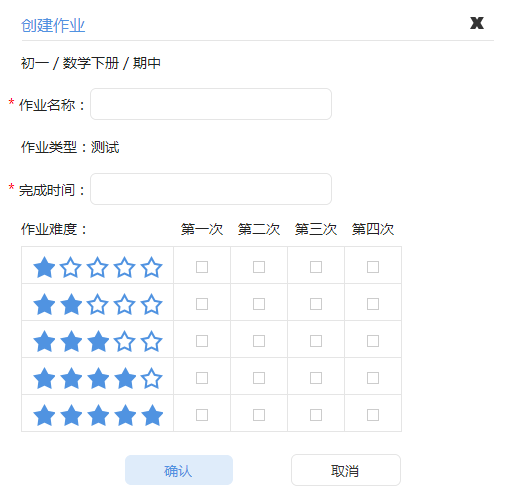 创建作业
初一 / 数学下册 / 期中
* 作业名称：
作业类型：测试
* 完成时间：
作业难度： 第一次 第二次 第三次 第四次
确认 取消